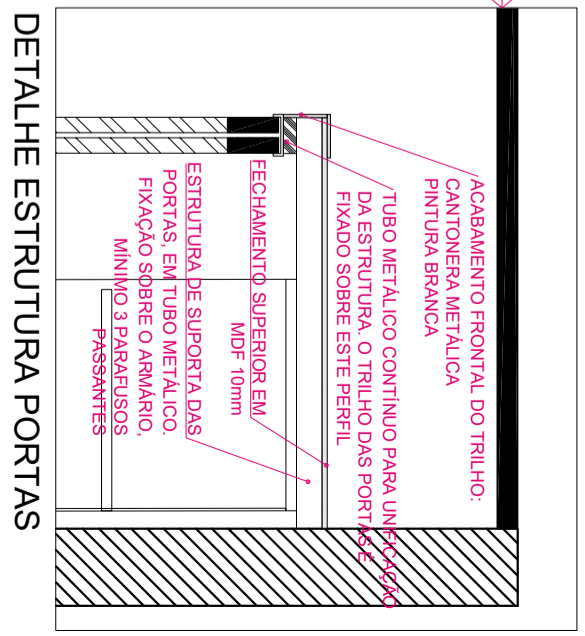 ACABAMENTO FRONTAL DO TRILHO:
CANTONERA METÁLICA
PINTURA BRANCA
TUBO METÁLICO CONTÍNUO PARA UNIFICAÇÃO
DA ESTRUTURA. O TRILHO DAS PORTAS É
FIXADO SOBRE ESTE PERFIL
FECHAMENTO SUPERIOR EM
MDF 10mm
ESTRUTURA DE SUPORTA DAS
PORTAS, EM TUBO METÁLICO.
FIXAÇÃO SOBRE O ARMÁRIO,
MÍNIMO 3 PARAFUSOS
PASSANTES
DETALHE ESTRUTURA PORTAS